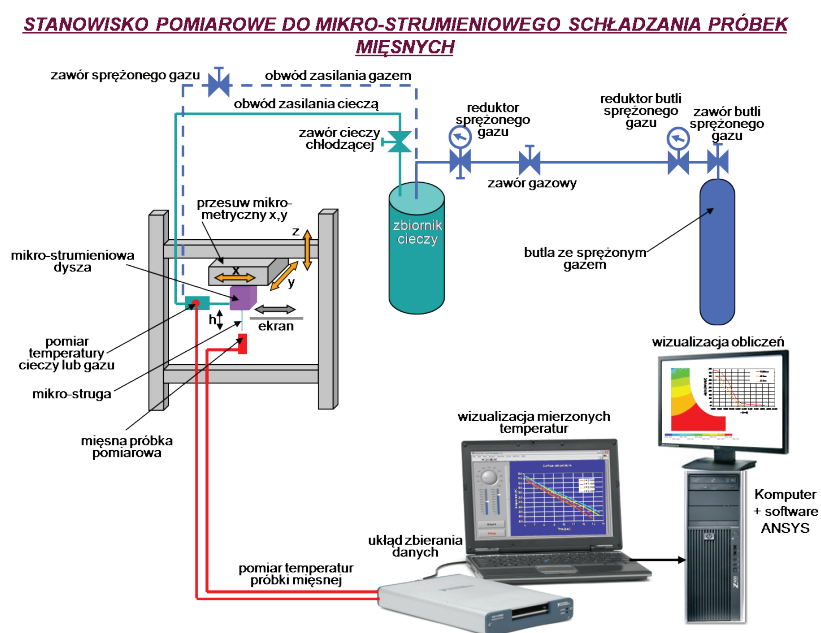 STANOWISKO POMIAROWE DO MIKRO-STRUMIENIOWEGO SCHŁADZANIA PRÓBEK
MIĘSNYCH
zawór sprężonego gazu
obwód zasilania gazem
obwód zasilania cieczą
zawór cieczy
chłodzącej
reduktor
sprężonego
gazu
reduktor butli
sprężonego
gazu
zawór butli
sprężonego
gazu
zawór gazowy
przesuw mikro-
metryczny x,y
z
x
y
zbiornik
cieczy
butla ze sprężonym
gazem
mikro-strumieniowa
dysza
h
ekran
pomiar
temperatury
cieczy lub gazu
mikro-struga
mięsna próbka
pomiarowa
wizualizacja obliczeń
wizualizacja mierzonych
temperatur
Komputer
+ software
ANSYS
układ zbierania
danych
pomiar temperatur
próbki mięsnej
hp